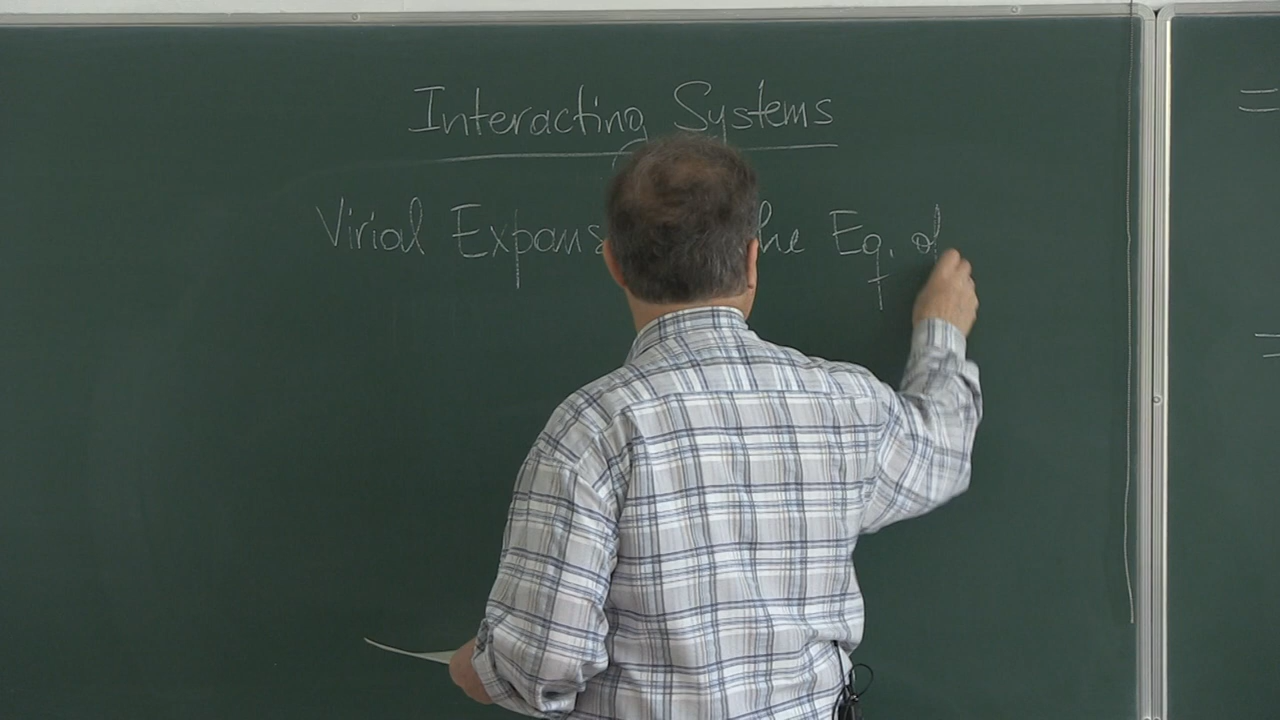 Interacting Systems
Virial Expans he Eq. of
=
=